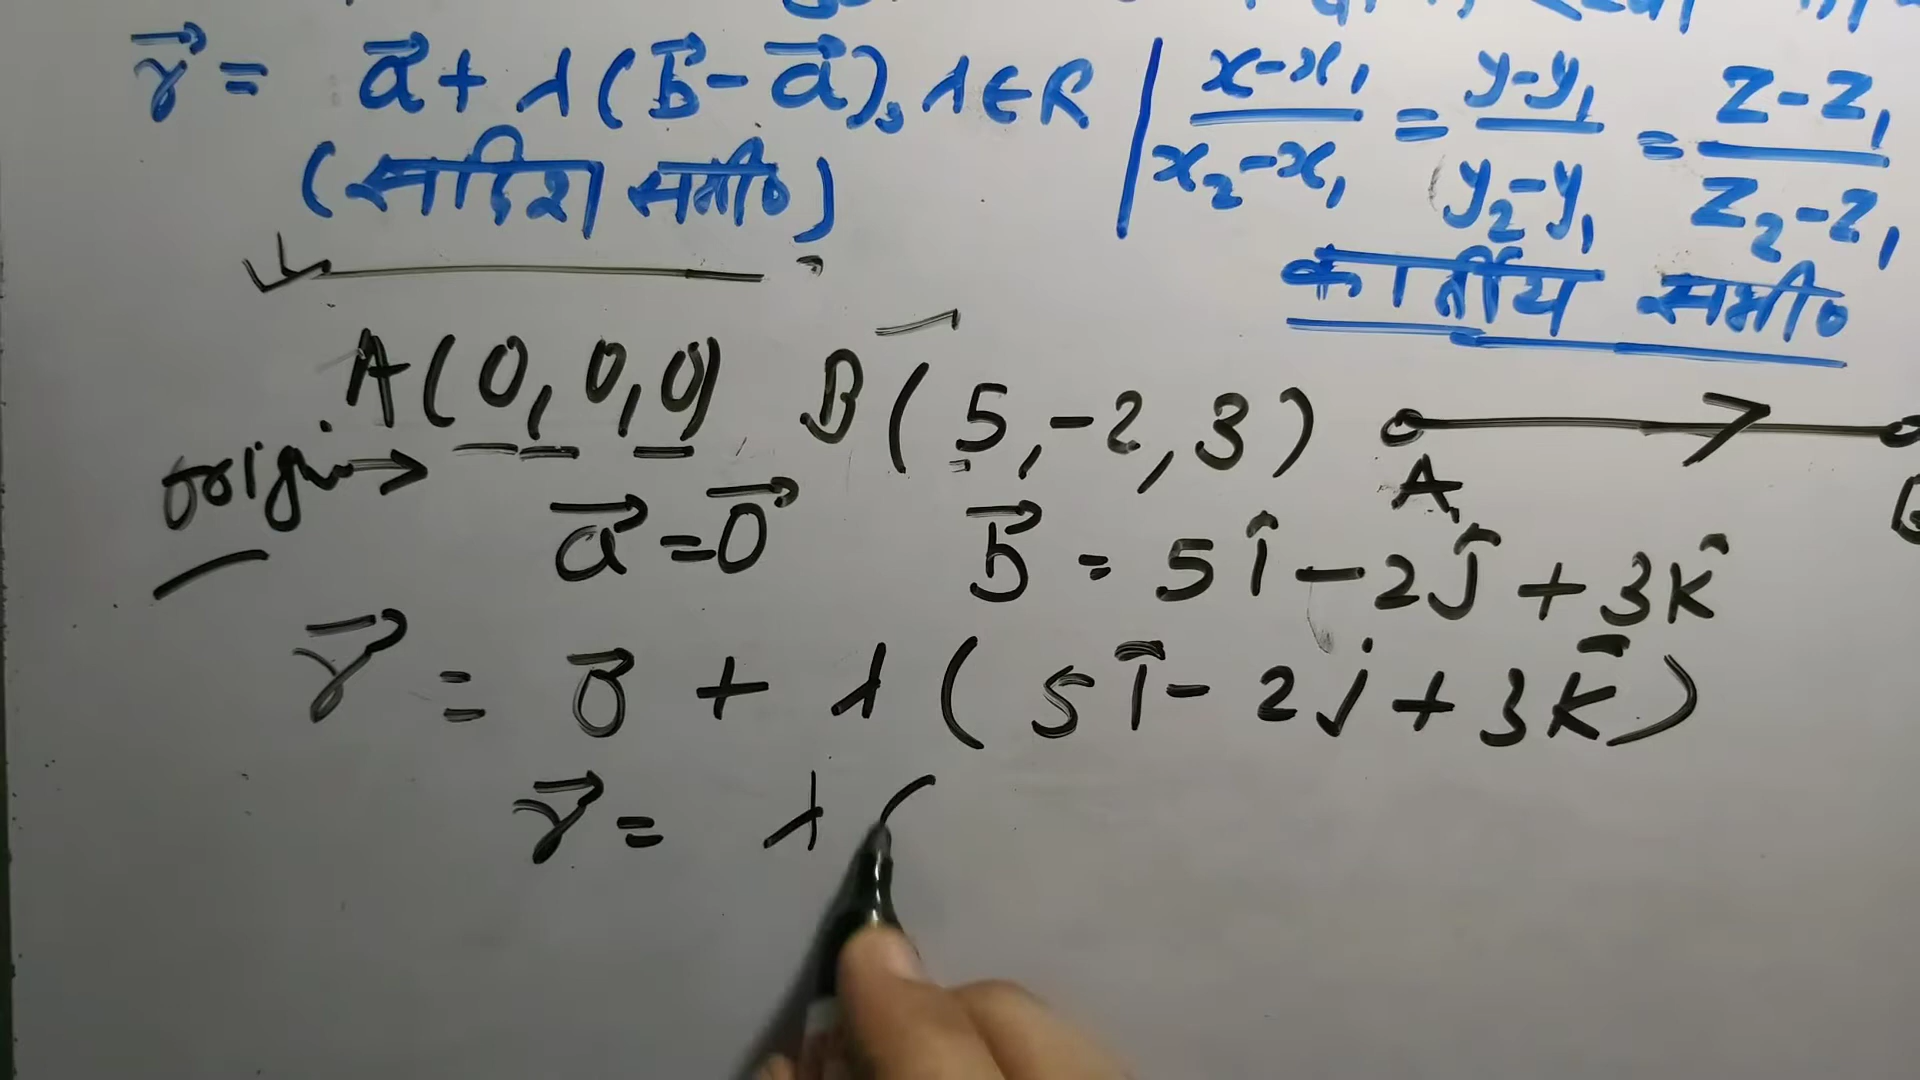 r⃗ = a⃗ + λ(b⃗ - a⃗), λ∈R | (x-x₁)/(x₂-x₁) = (y-y₁)/(y₂-y₁) = (z-z₁)/(z₂-z₁)
(सदिश समी०) कार्तीय समी०
A(0,0,0) B(5,-2,3)
origin→ A
a⃗ = 0⃗ b⃗ = 5î - 2ĵ + 3k̂
r⃗ = 0⃗ + λ(5î - 2j + 3k̂)
r⃗ = λ(